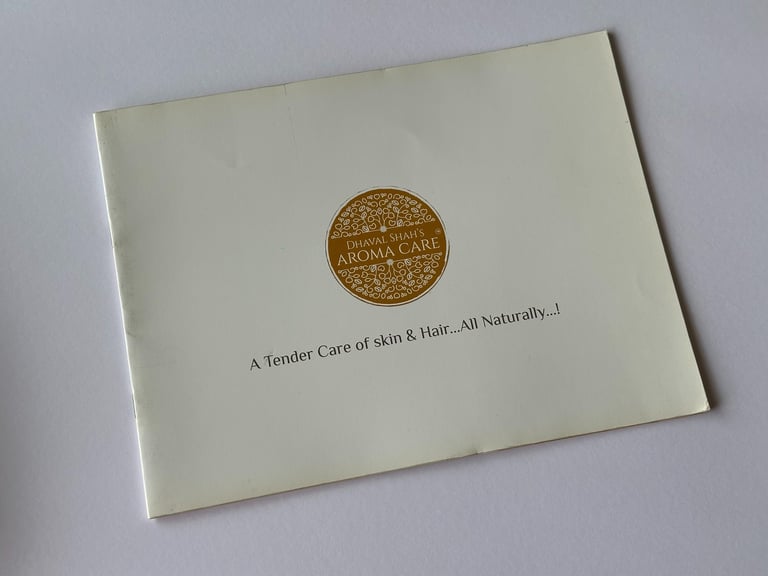 DHAVAL SHAH'S
AROMA CARE
A Tender Care of skin & Hair...All Naturally...!